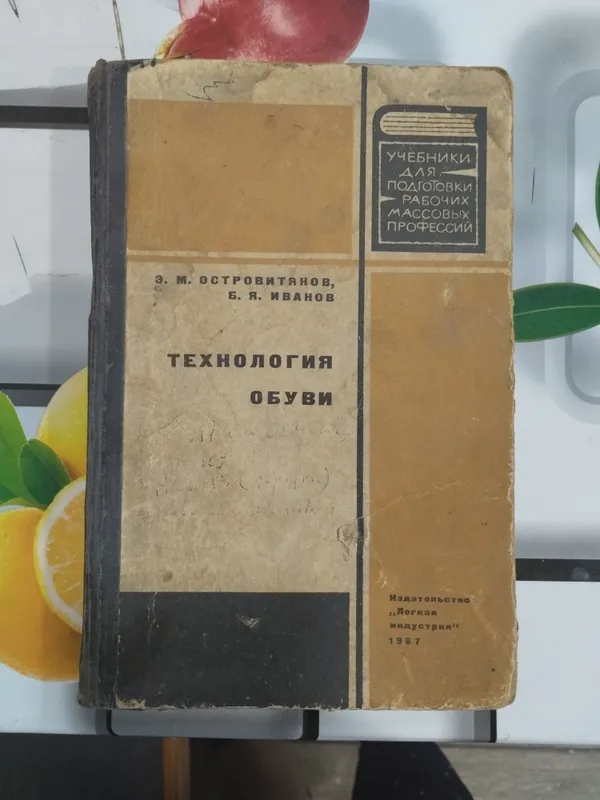 УЧЕБНИКИ
ДЛЯ
ПОДГОТОВКИ
РАБОЧИХ
МАССОВЫХ
ПРОФЕССИЙ
Э. М. ОСТРОВИТЯНОВ,
Б. Я. ИВАНОВ
ТЕХНОЛОГИЯ
ОБУВИ
Издательство
„Легкая
индустрия"
1967